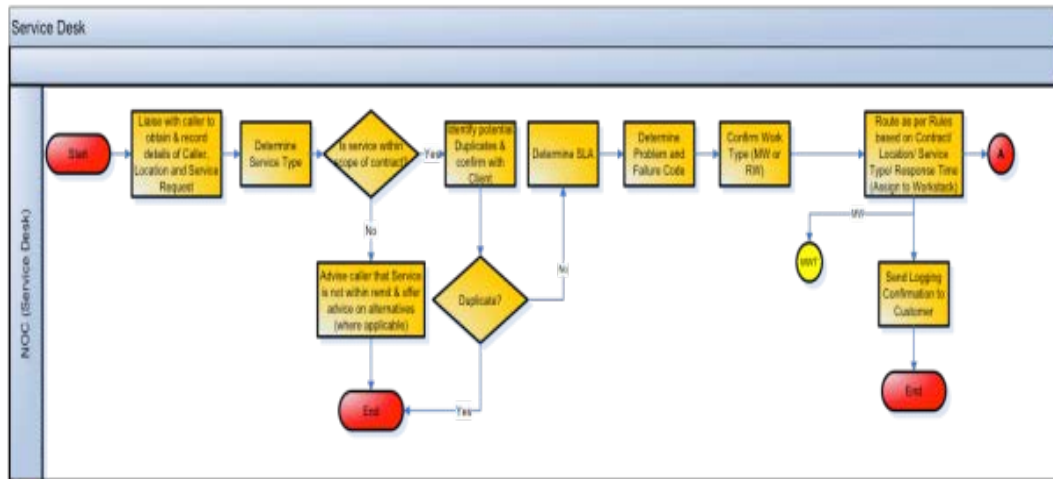 Service Desk
NOC (Service Desk)
Start
Liaise with caller to
obtain & record
details of Caller,
Location and Service
Request
Determine
Service Type
Is service within
scope of contract?
Yes
Identify potential
Duplicates &
confirm with
Client
Determine SLA
Determine
Problem and
Failure Code
Confirm Work
Type (MW or
RW)
Route as per Rules
based on Contract/
Location/ Service
Type/ Response Time
(Assign to Workstack)
A
No
Advise caller that Service
is not within remit & offer
advice on alternatives
(where applicable)
Duplicate?
No
MW
Send Logging
Confirmation to
Customer
End
Yes
End